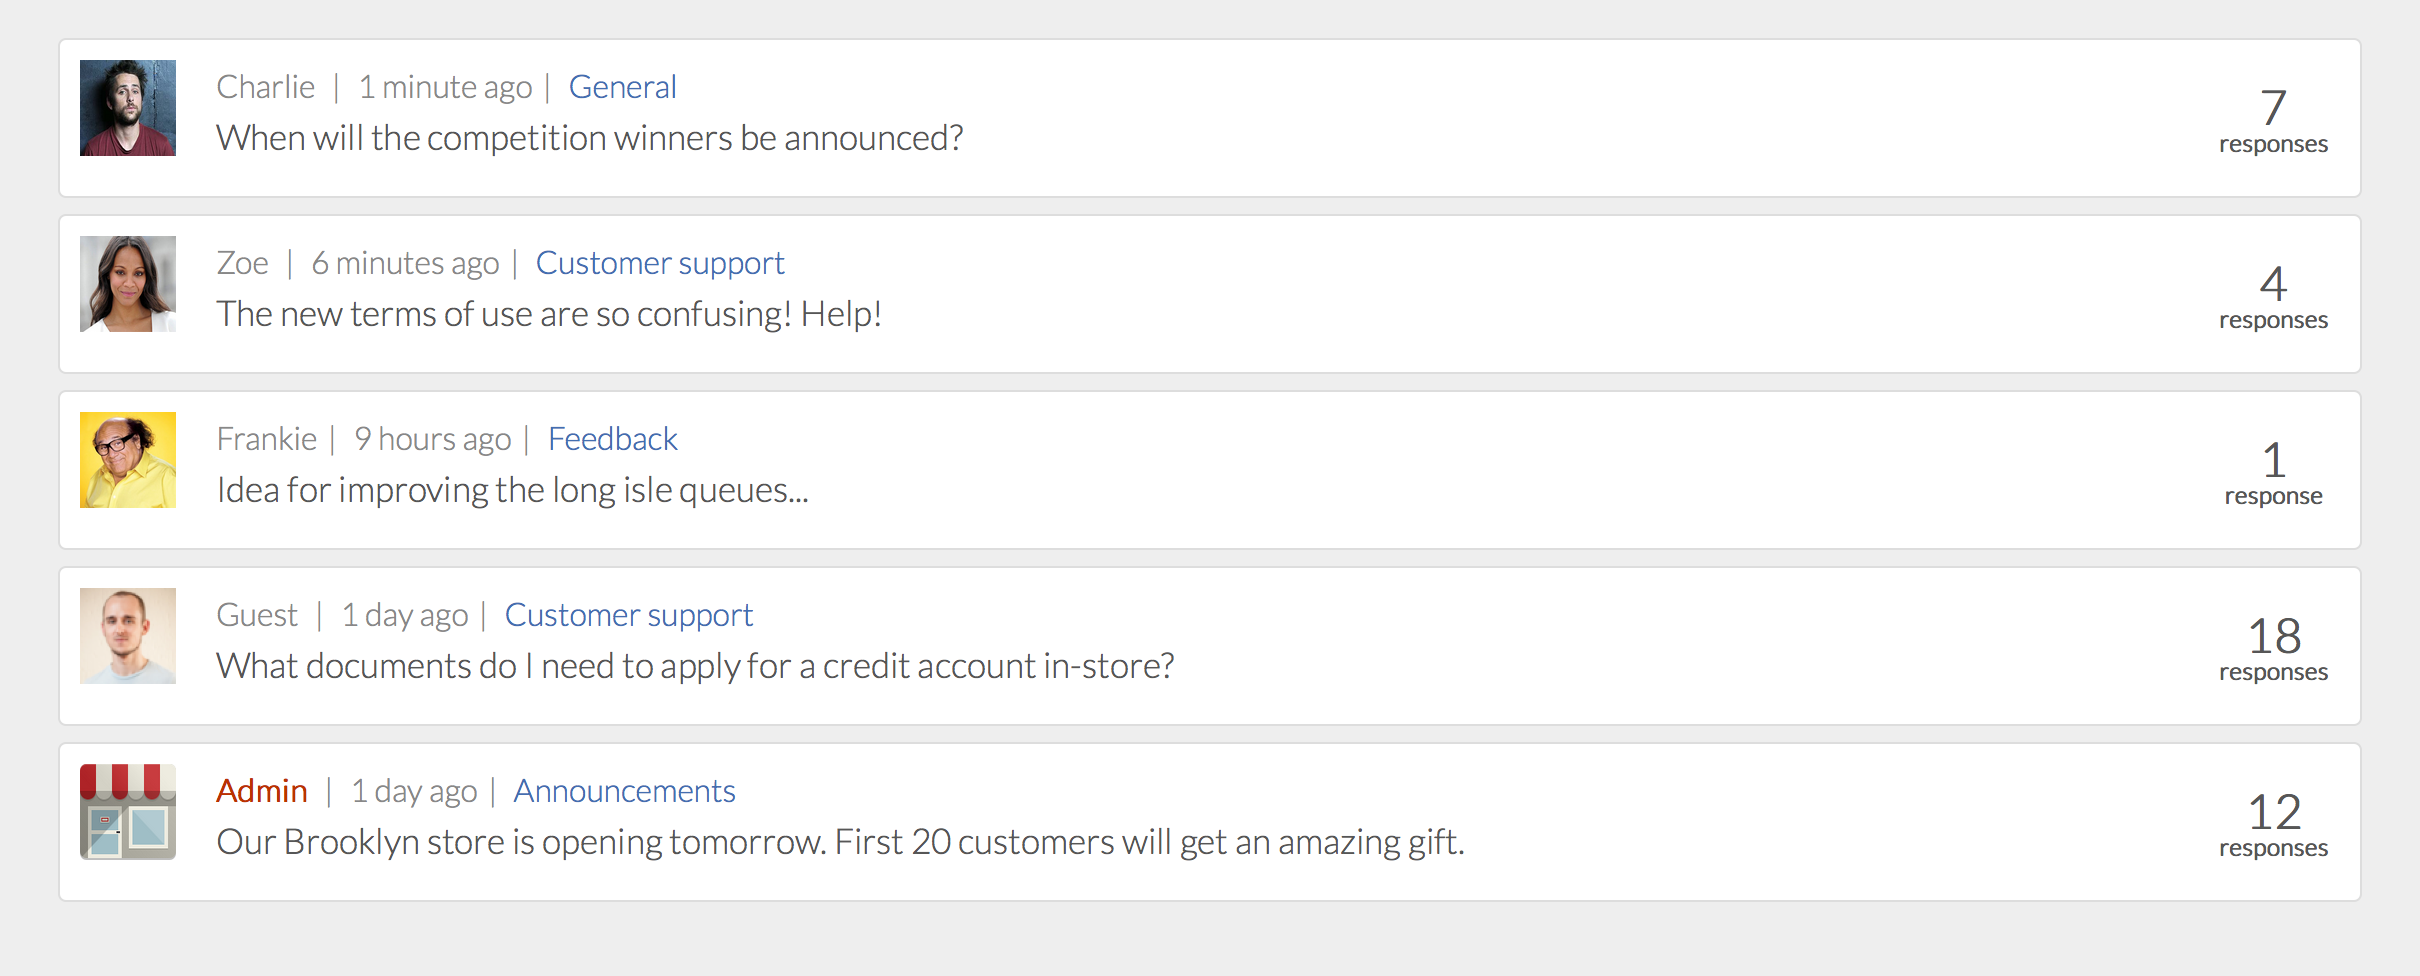 Charlie | 1 minute ago | General
When will the competition winners be announced?
7
responses
Zoe | 6 minutes ago | Customer support
The new terms of use are so confusing! Help!
4
responses
Frankie | 9 hours ago | Feedback
Idea for improving the long isle queues...
1
response
Guest | 1 day ago | Customer support
What documents do I need to apply for a credit account in-store?
18
responses
Admin | 1 day ago | Announcements
Our Brooklyn store is opening tomorrow. First 20 customers will get an amazing gift.
12
responses